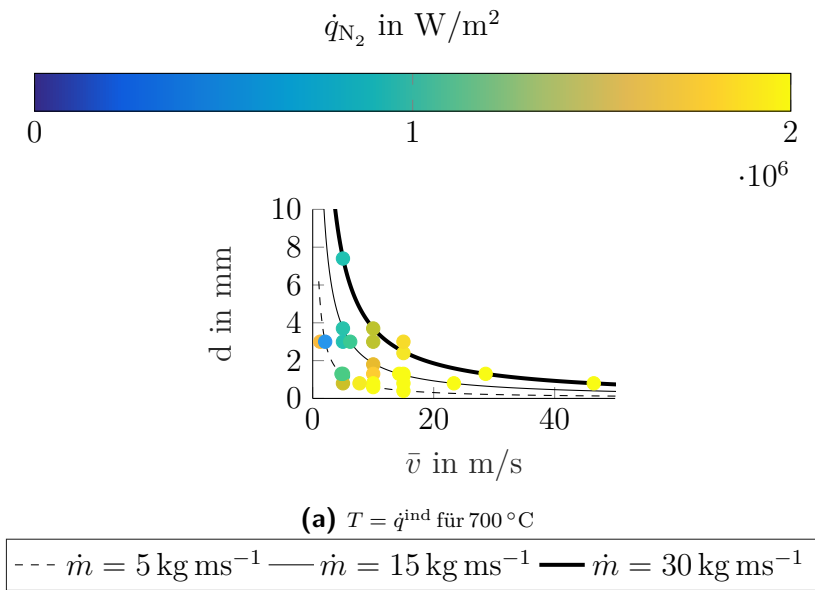 q̇_N₂ in W/m²
0 1 2
·10⁶
10
8
6
4
2
0
d in mm
0 20 40
v̄ in m/s
(a) T = q̇^ind für 700 °C
ṁ = 5 kg ms⁻¹ ṁ = 15 kg ms⁻¹ ṁ = 30 kg ms⁻¹